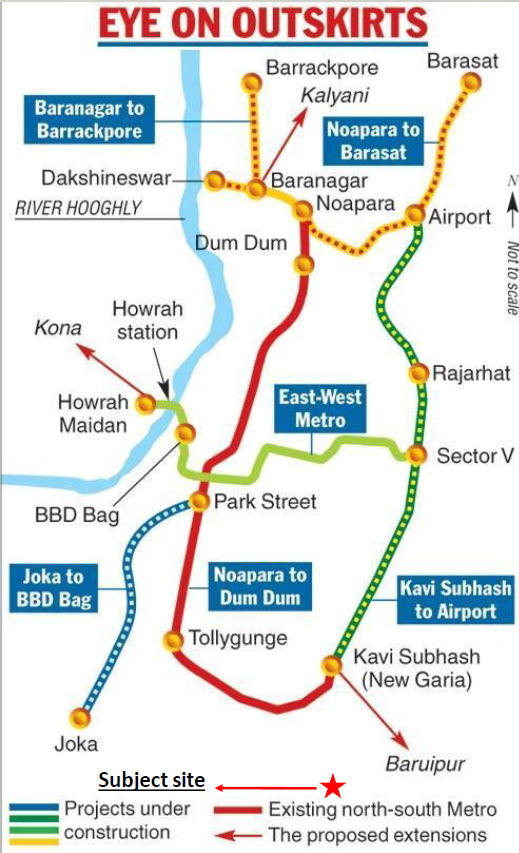 EYE ON OUTSKIRTS
Barrackpore
Barasat
Kalyani
Baranagar to
Barrackpore
Noapara to
Barasat
Dakshineswar
Baranagar
Noapara
N
RIVER HOOGHLY
Airport
Dum Dum
Not to scale
Howrah
station
Kona
Rajarhat
Howrah
Maidan
East-West
Metro
Sector V
BBD Bag
Park Street
Joka to
BBD Bag
Noapara to
Dum Dum
Kavi Subhash
to Airport
Tollygunge
Kavi Subhash
(New Garia)
Joka
Baruipur
Subject site
Projects under
construction
Existing north-south Metro
The proposed extensions